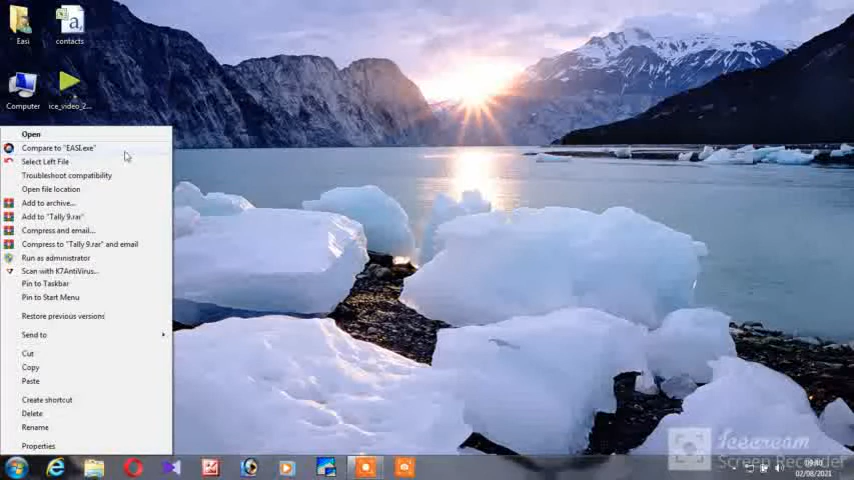 Easi
contacts
Computer
ice_video_2...
Open
Compare to "EASI.exe"
Select Left File
Troubleshoot compatibility
Open file location
Add to archive...
Add to "Tally 9.rar"
Compress and email...
Compress to "Tally 9.rar" and email
Run as administrator
Scan with K7AntiVirus...
Pin to Taskbar
Pin to Start Menu
Restore previous versions
Send to
Cut
Copy
Paste
Create shortcut
Delete
Rename
Properties
Icecream
Screen Recorder
02/08/2021